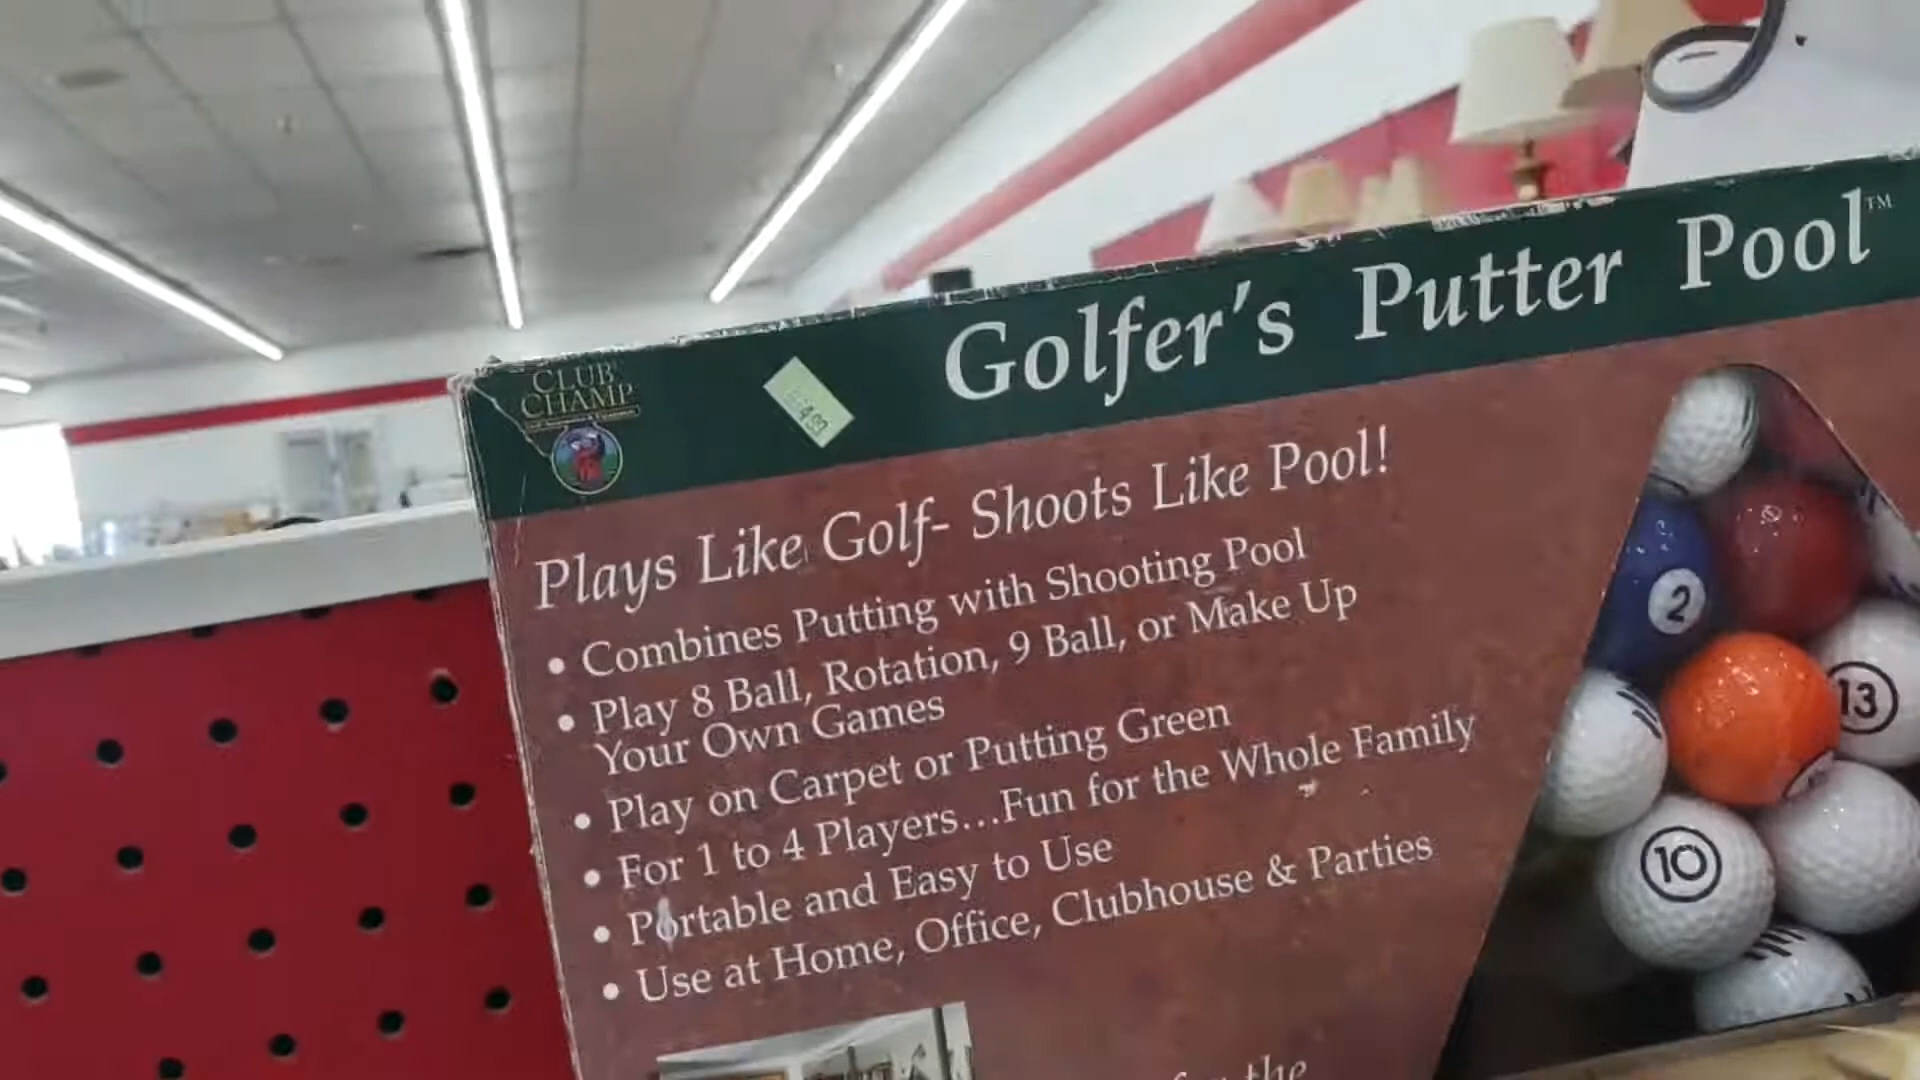 Golfer's Putter Pool™
CLUB
CHAMP
4.99
Plays Like Golf- Shoots Like Pool!
• Combines Putting with Shooting Pool
• Play 8 Ball, Rotation, 9 Ball, or Make Up
Your Own Games
• Play on Carpet or Putting Green
• For 1 to 4 Players...Fun for the Whole Family
• Portable and Easy to Use
• Use at Home, Office, Clubhouse & Parties
2
13
10
the